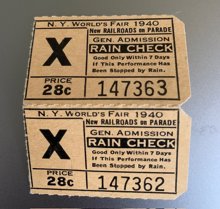 N.Y. WORLD'S FAIR 1940
New RAILROADS on PARADE
X
GEN. ADMISSION
RAIN CHECK
Good Only Within 7 Days
If This Performance Has
Been Stopped by Rain.
PRICE
28c
147363
N.Y. WORLD'S FAIR 1940
New RAILROADS on PARADE
X
GEN. ADMISSION
RAIN CHECK
Good Only Within 7 Days
If This Performance Has
Been Stopped by Rain.
PRICE
28c
147362